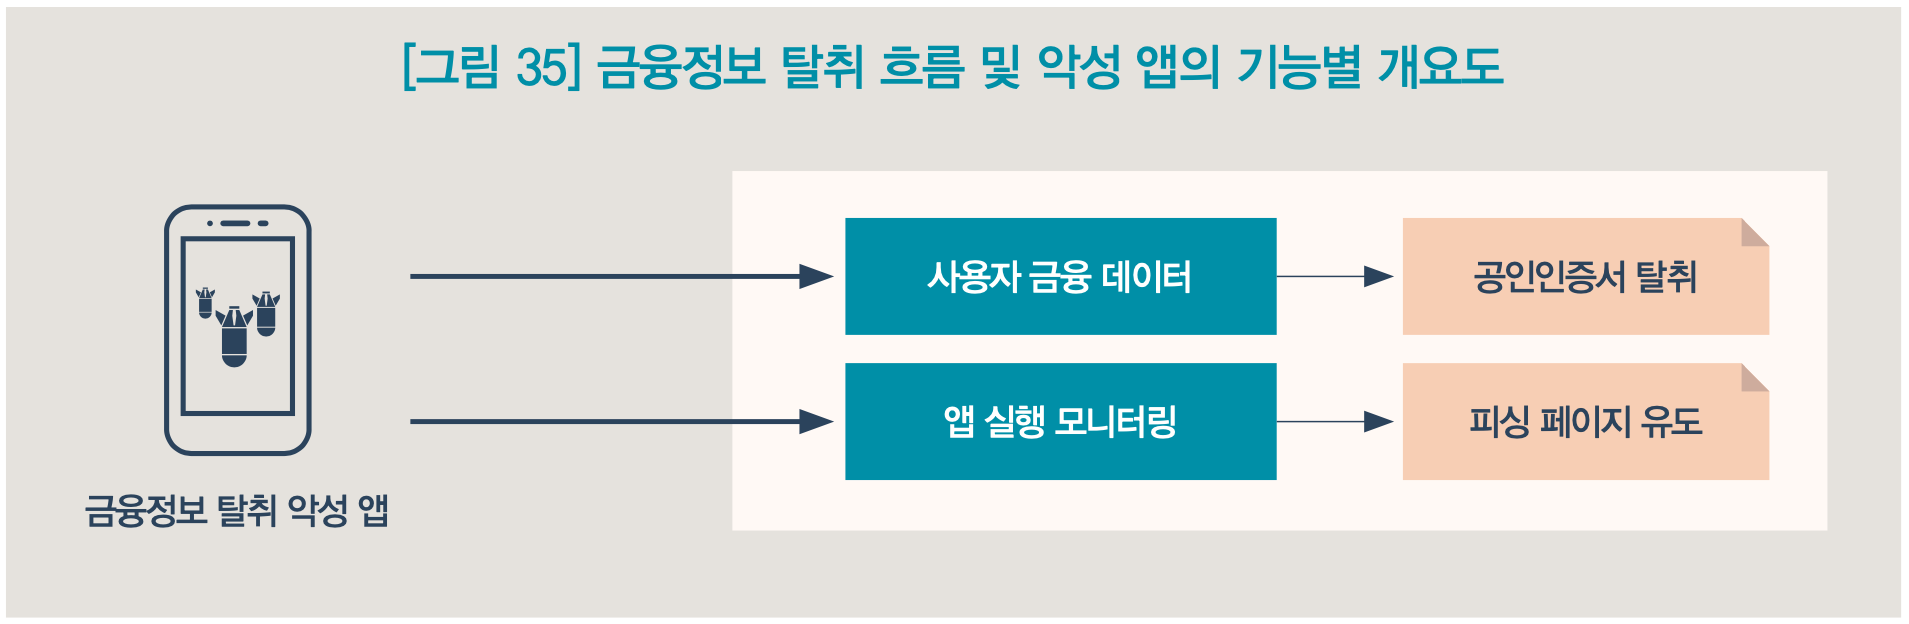 [그림 35] 금융정보 탈취 흐름 및 악성 앱의 기능별 개요도
사용자 금융 데이터
공인인증서 탈취
앱 실행 모니터링
피싱 페이지 유도
금융정보 탈취 악성 앱